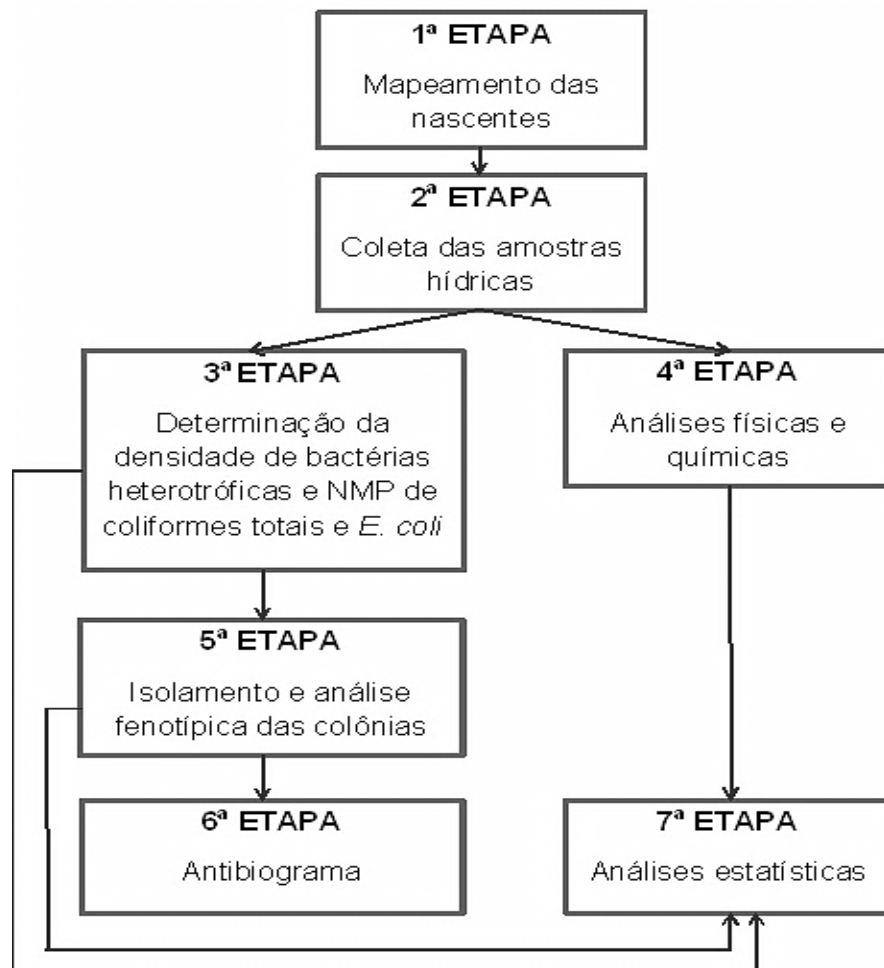 1ª ETAPA
Mapeamento das
nascentes
2ª ETAPA
Coleta das amostras
hídricas
3ª ETAPA
Determinação da
densidade de bactérias
heterotróficas e NMP de
coliformes totais e E. coli
4ª ETAPA
Análises físicas e
químicas
5ª ETAPA
Isolamento e análise
fenotípica das colônias
6ª ETAPA
Antibiograma
7ª ETAPA
Análises estatísticas